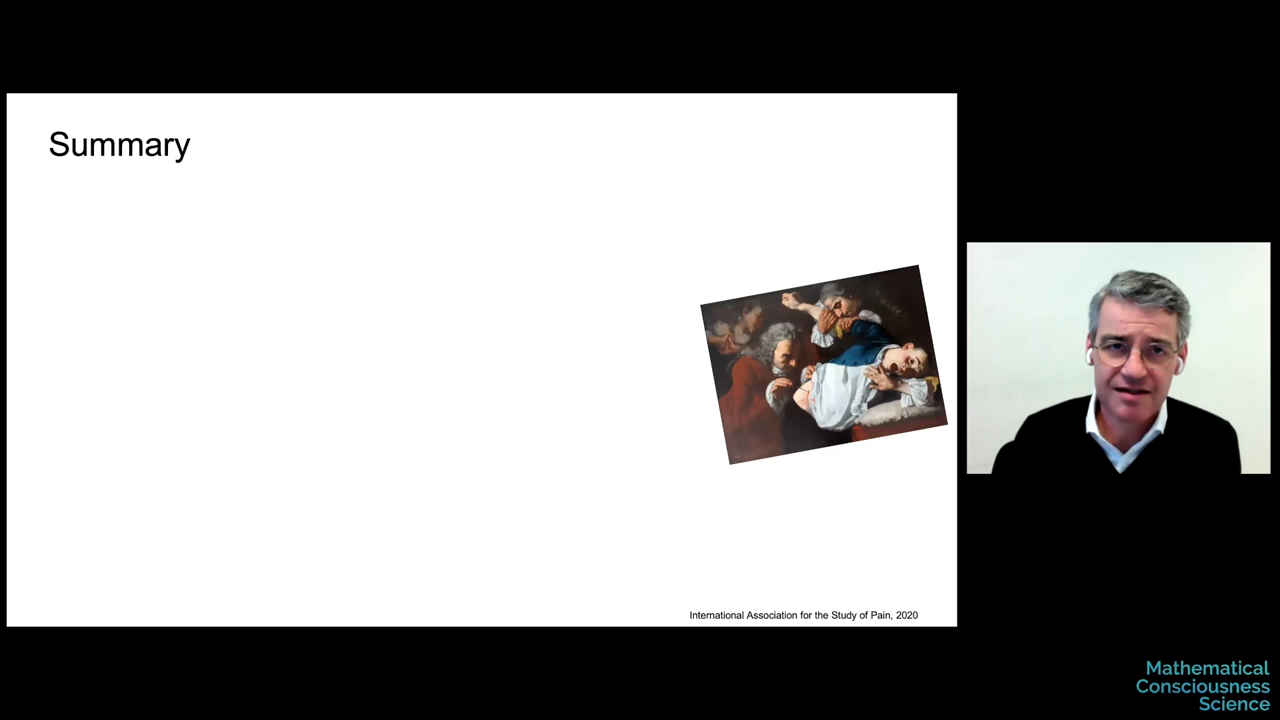 Summary
International Association for the Study of Pain, 2020
Mathematical
Consciousness
Science